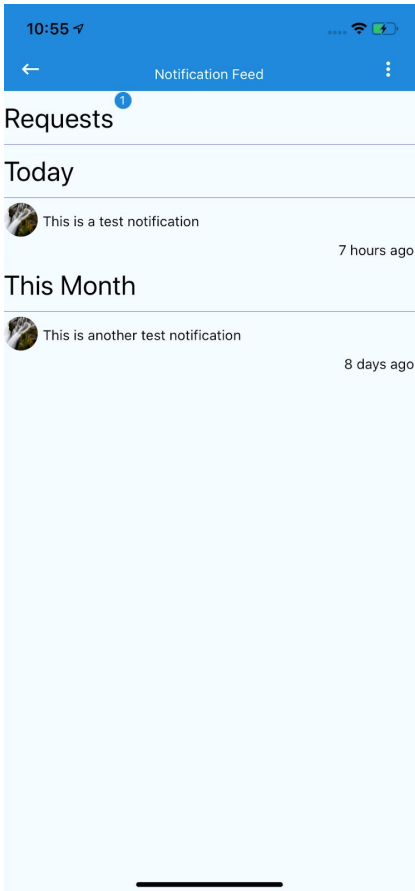 10:55
Notification Feed
Requests 1
Today
This is a test notification
7 hours ago
This Month
This is another test notification
8 days ago